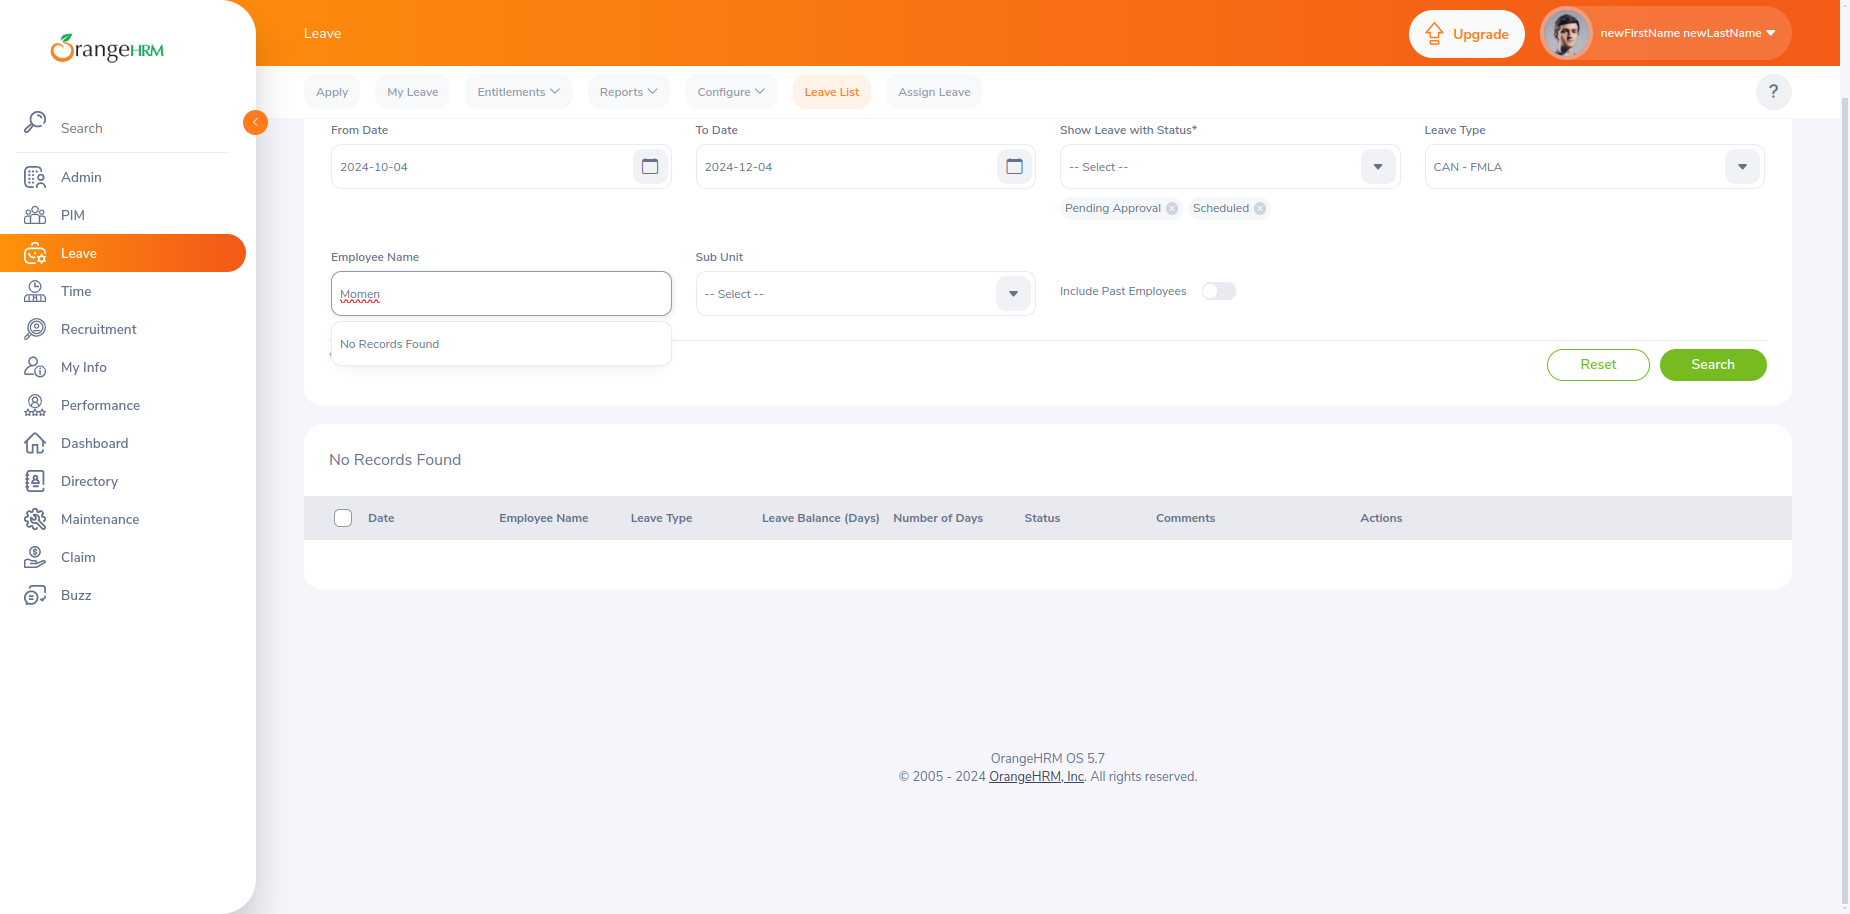 OrangeHRM
Leave
Upgrade
newFirstName newLastName
Apply
My Leave
Entitlements
Reports
Configure
Leave List
Assign Leave
?
Search
Admin
PIM
Leave
Time
Recruitment
My Info
Performance
Dashboard
Directory
Maintenance
Claim
Buzz
From Date
To Date
Show Leave with Status*
Leave Type
2024-10-04
2024-12-04
-- Select --
CAN - FMLA
Pending Approval
Scheduled
Employee Name
Sub Unit
Momen
-- Select --
Include Past Employees
No Records Found
Reset
Search
No Records Found
Date
Employee Name
Leave Type
Leave Balance (Days)
Number of Days
Status
Comments
Actions
OrangeHRM OS 5.7
© 2005 - 2024 OrangeHRM, Inc. All rights reserved.